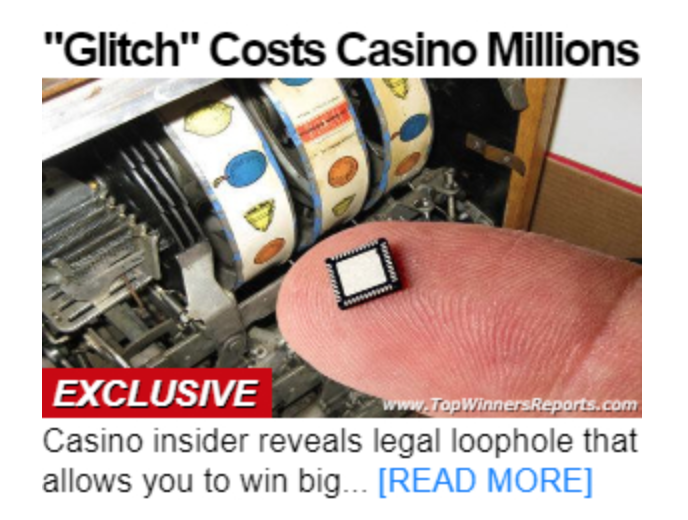 "Glitch" Costs Casino Millions
EXCLUSIVE
www.TopWinnersReports.com
Casino insider reveals legal loophole that
allows you to win big... [READ MORE]